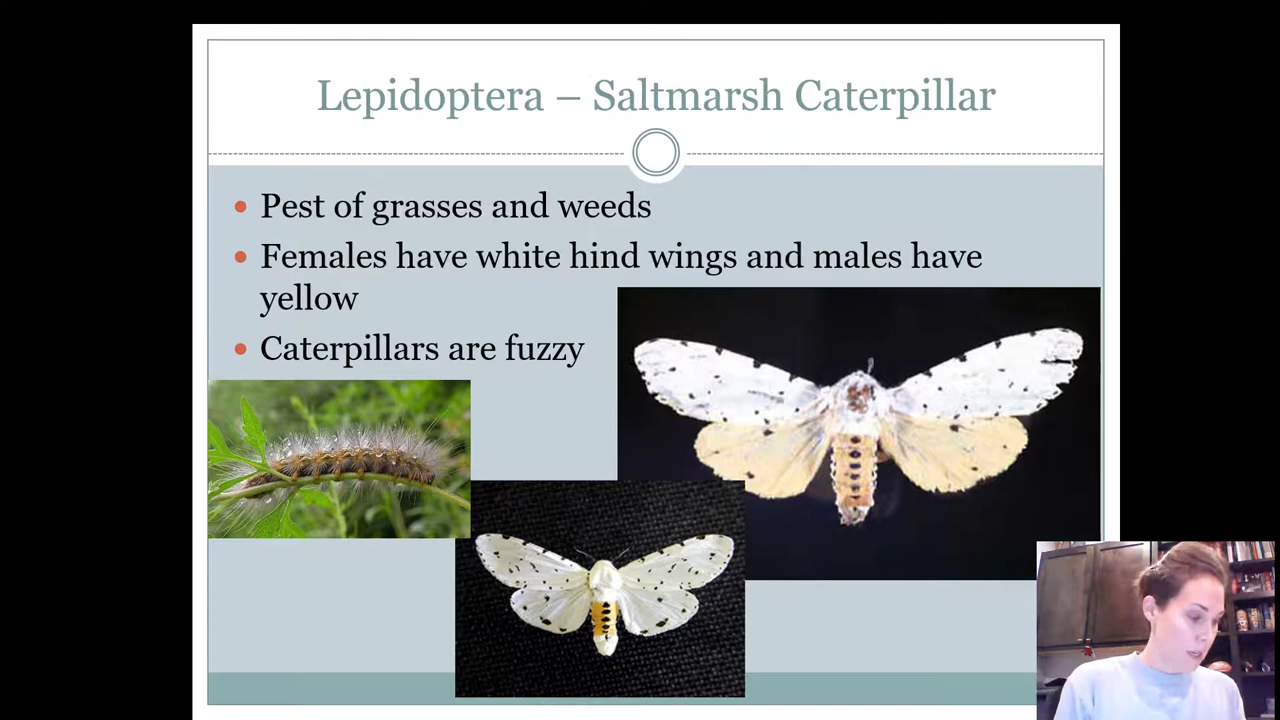 Lepidoptera – Saltmarsh Caterpillar
Pest of grasses and weeds
Females have white hind wings and males have
yellow
Caterpillars are fuzzy